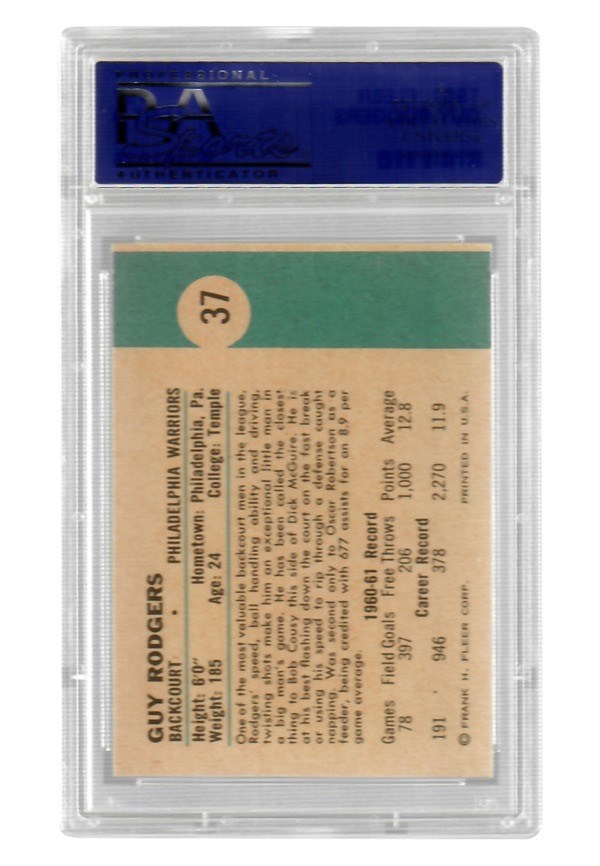 PROFESSIONAL
PSA
Sports
AUTHENTICATOR
37
GUY RODGERS
BACKCOURT • PHILADELPHIA WARRIORS
Height: 6'0" Hometown: Philadelphia, Pa.
Weight: 185 Age: 24 College: Temple
One of the most valuable backcourt men in the league,
Rodgers' speed, ball handling ability and driving,
twisting shots make him an exceptional little man in
a big man's game. He has been called the closest
thing to Bob Cousy this side of Dick McGuire. He is
at his best flashing down the court on the fast break
or using his speed to rip through a defense caught
napping. Was second only to Oscar Robertson as a
feeder, being credited with 677 assists for an 8.9 per
game average.
1960-61 Record
Games Field Goals Free Throws Points Average
78 397 206 1,000 12.8
Career Record
191 946 378 2,270 11.9
© FRANK H. FLEER CORP. PRINTED IN U.S.A.